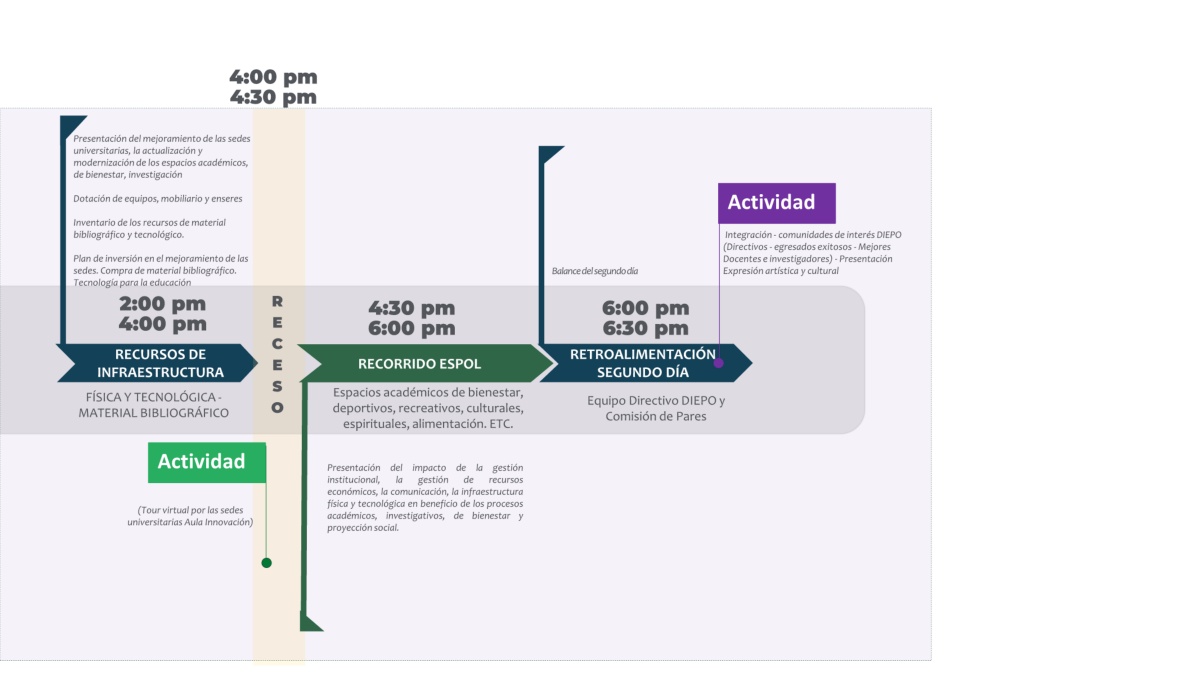 4:00 pm
4:30 pm
Presentación del mejoramiento de las sedes
universitarias, la actualización y
modernización de los espacios académicos,
de bienestar, investigación
Dotación de equipos, mobiliario y enseres
Inventario de los recursos de material
bibliográfico y tecnológico.
Plan de inversión en el mejoramiento de las
sedes. Compra de material bibliográfico.
Tecnología para la educación
2:00 pm
4:00 pm
RECURSOS DE
INFRAESTRUCTURA
FÍSICA Y TECNOLÓGICA -
MATERIAL BIBLIOGRÁFICO
Actividad
(Tour virtual por las sedes
universitarias Aula Innovación)
R
E
C
E
S
O
4:30 pm
6:00 pm
RECORRIDO ESPOL
Espacios académicos de bienestar,
deportivos, recreativos, culturales,
espirituales, alimentación. ETC.
Presentación del impacto de la gestión
institucional, la gestión de recursos
económicos, la comunicación, la infraestructura
física y tecnológica en beneficio de los procesos
académicos, investigativos, de bienestar y
proyección social.
Balance del segundo día
6:00 pm
6:30 pm
RETROALIMENTACIÓN
SEGUNDO DÍA
Equipo Directivo DIEPO y
Comisión de Pares
Actividad
Integración - comunidades de interés DIEPO
(Directivos - egresados exitosos - Mejores
Docentes e investigadores) - Presentación
Expresión artística y cultural